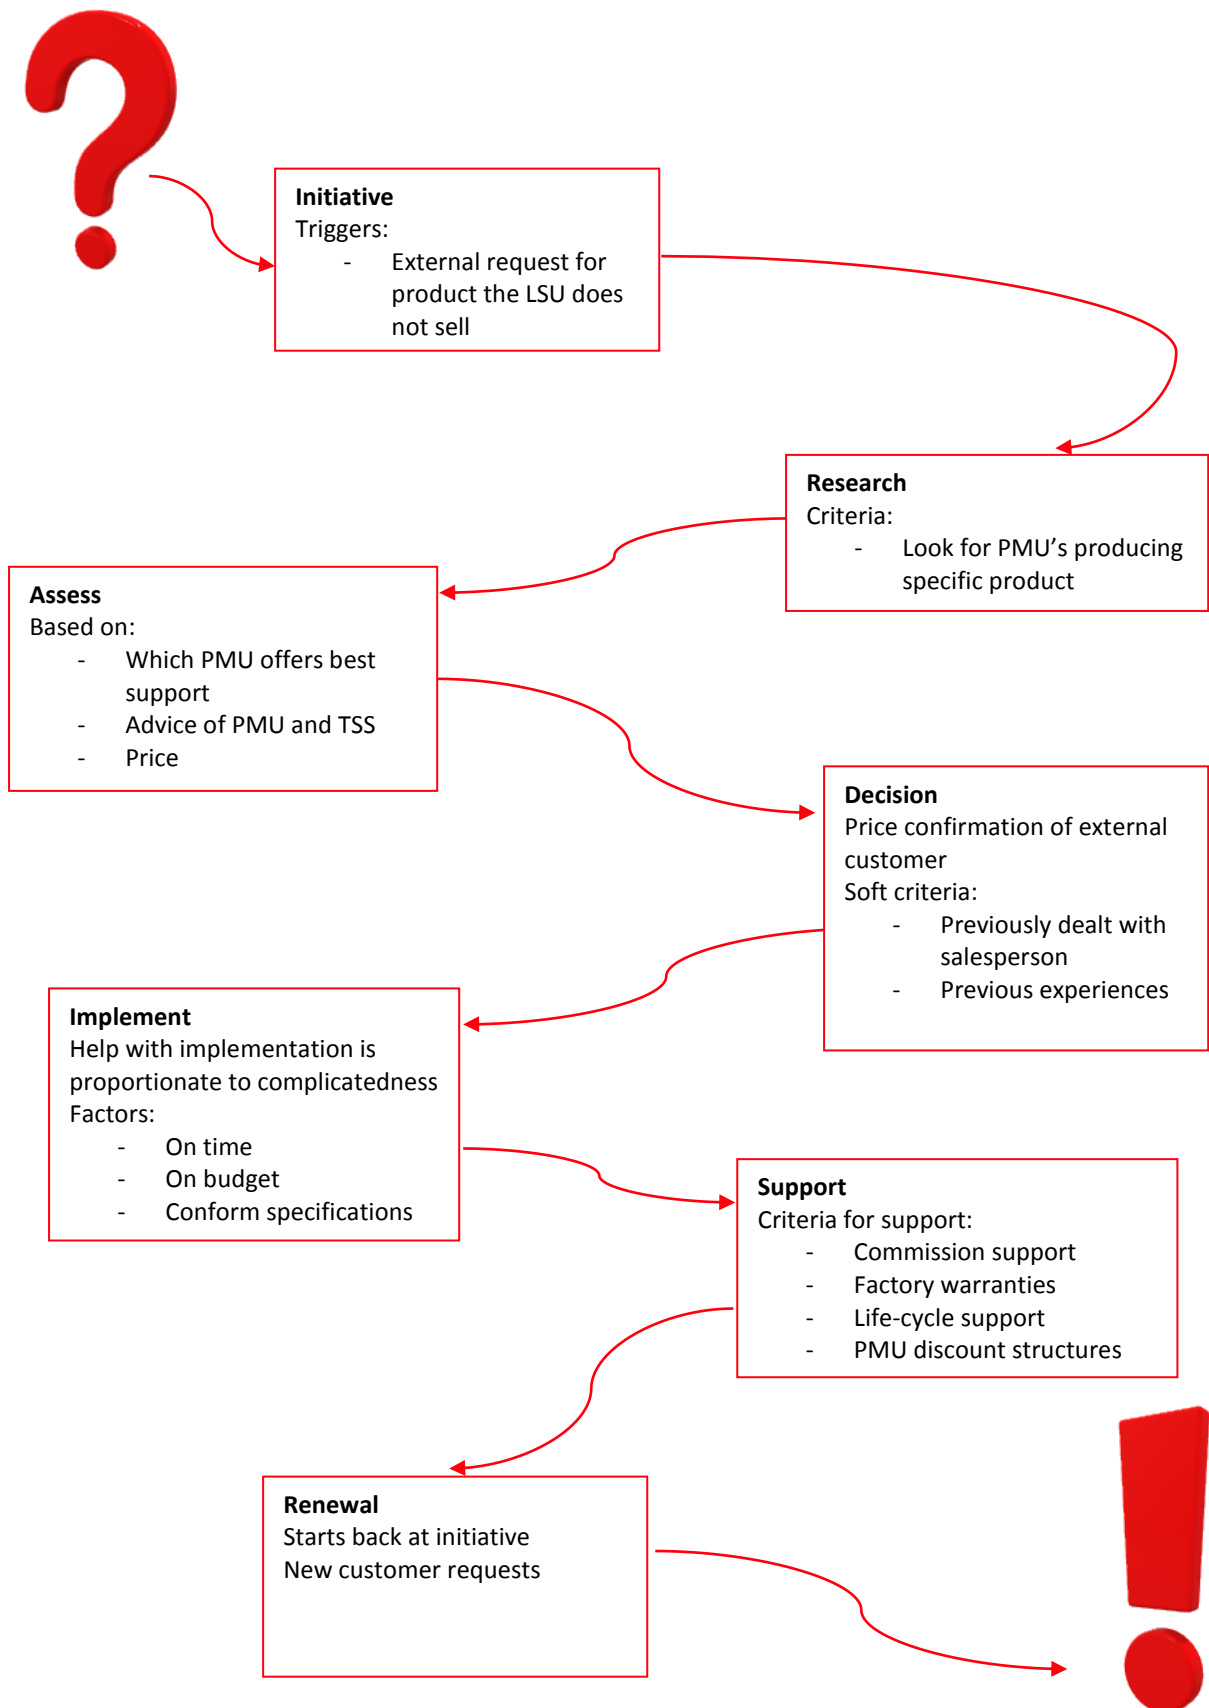 Initiative
Triggers:
- External request for
product the LSU does
not sell
Research
Criteria:
- Look for PMU’s producing
specific product
Assess
Based on:
- Which PMU offers best
support
- Advice of PMU and TSS
- Price
Decision
Price confirmation of external
customer
Soft criteria:
- Previously dealt with
salesperson
- Previous experiences
Implement
Help with implementation is
proportionate to complicatedness
Factors:
- On time
- On budget
- Conform specifications
Support
Criteria for support:
- Commission support
- Factory warranties
- Life-cycle support
- PMU discount structures
Renewal
Starts back at initiative
New customer requests